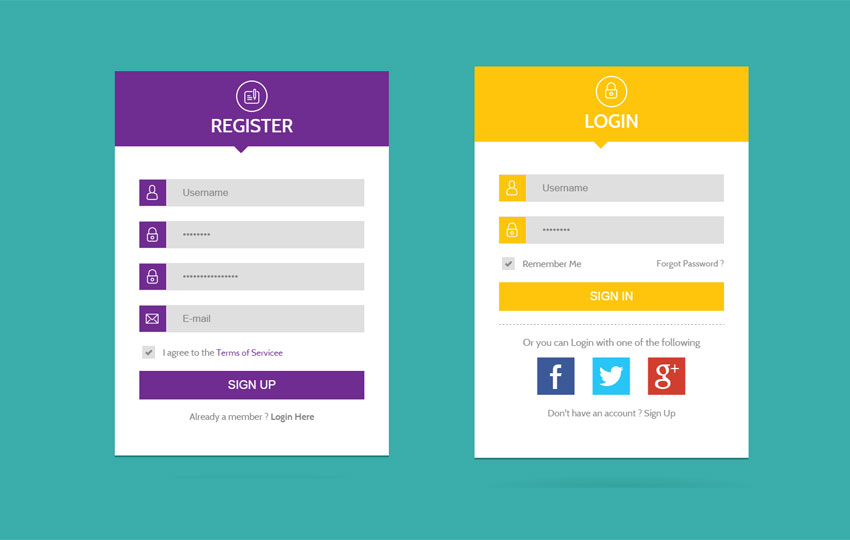 REGISTER
Username
••••••••
••••••••••••••••
E-mail
I agree to the Terms of Servicee
SIGN UP
Already a member ? Login Here
LOGIN
Username
••••••••
Remember Me Forgot Password ?
SIGN IN
Or you can Login with one of the following
f g+
Don't have an account ? Sign Up